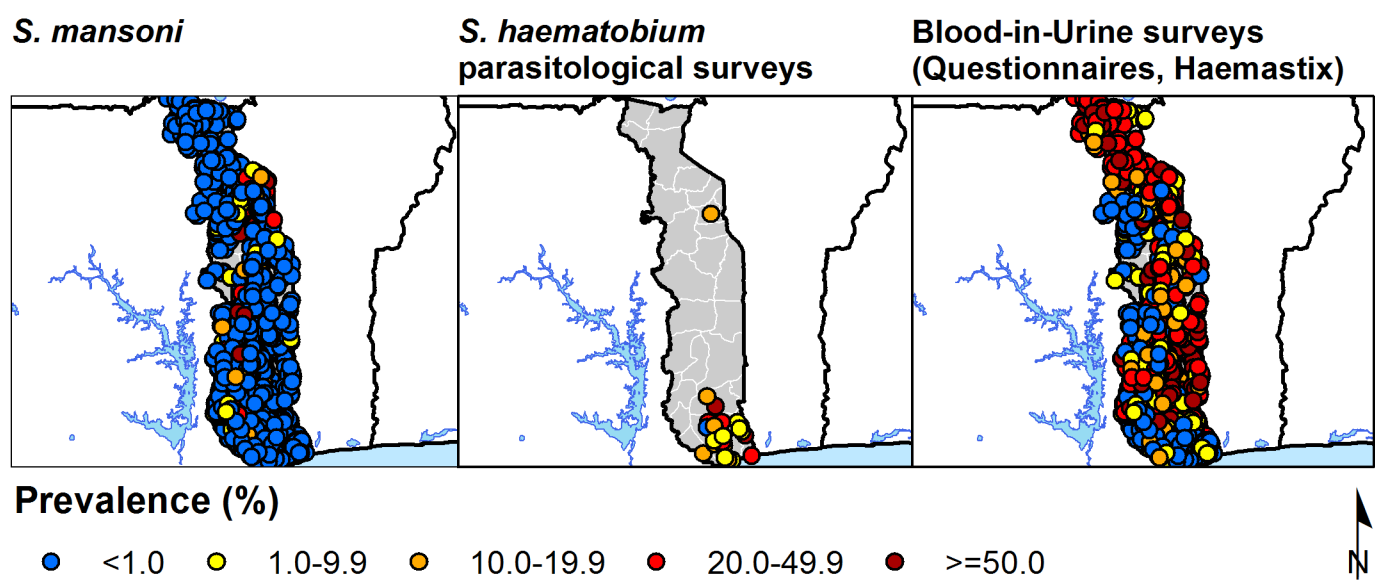 S. mansoni
S. haematobium
parasitological surveys
Blood-in-Urine surveys
(Questionnaires, Haemastix)
Prevalence (%)
<1.0
1.0-9.9
10.0-19.9
20.0-49.9
>=50.0
N